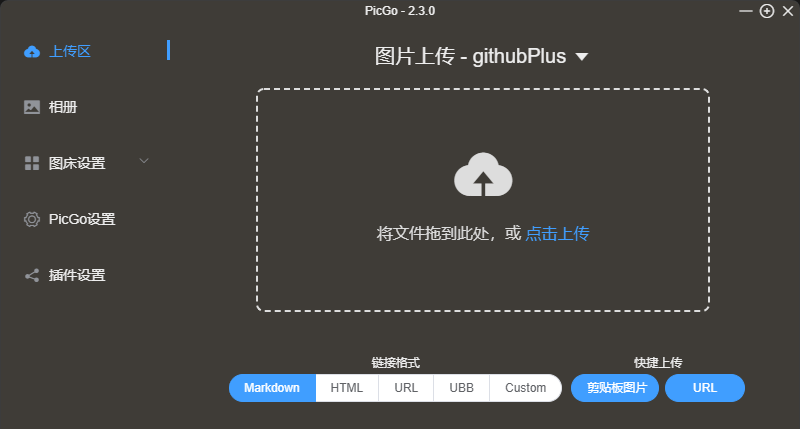 PicGo - 2.3.0
上传区
相册
图床设置
PicGo设置
插件设置
图片上传 - githubPlus
将文件拖到此处，或 点击上传
链接格式
Markdown HTML URL UBB Custom
快捷上传
剪贴板图片 URL